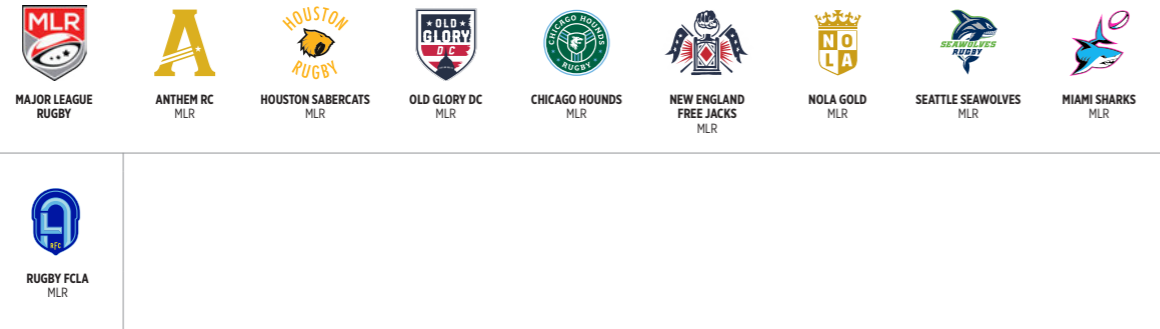 MLR
HOUSTON
RUGBY
OLD
GLORY
DC
CHICAGO HOUNDS
RUGBY
NO
LA
SEAWOLVES
RUGBY
MAJOR LEAGUE
RUGBY
ANTHEM RC
MLR
HOUSTON SABERCATS
MLR
OLD GLORY DC
MLR
CHICAGO HOUNDS
MLR
NEW ENGLAND
FREE JACKS
MLR
NOLA GOLD
MLR
SEATTLE SEAWOLVES
MLR
MIAMI SHARKS
MLR
LA
RFC
RUGBY FCLA
MLR